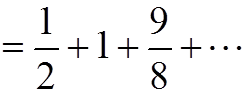 = 1/2 + 1 + 9/8 + ⋯